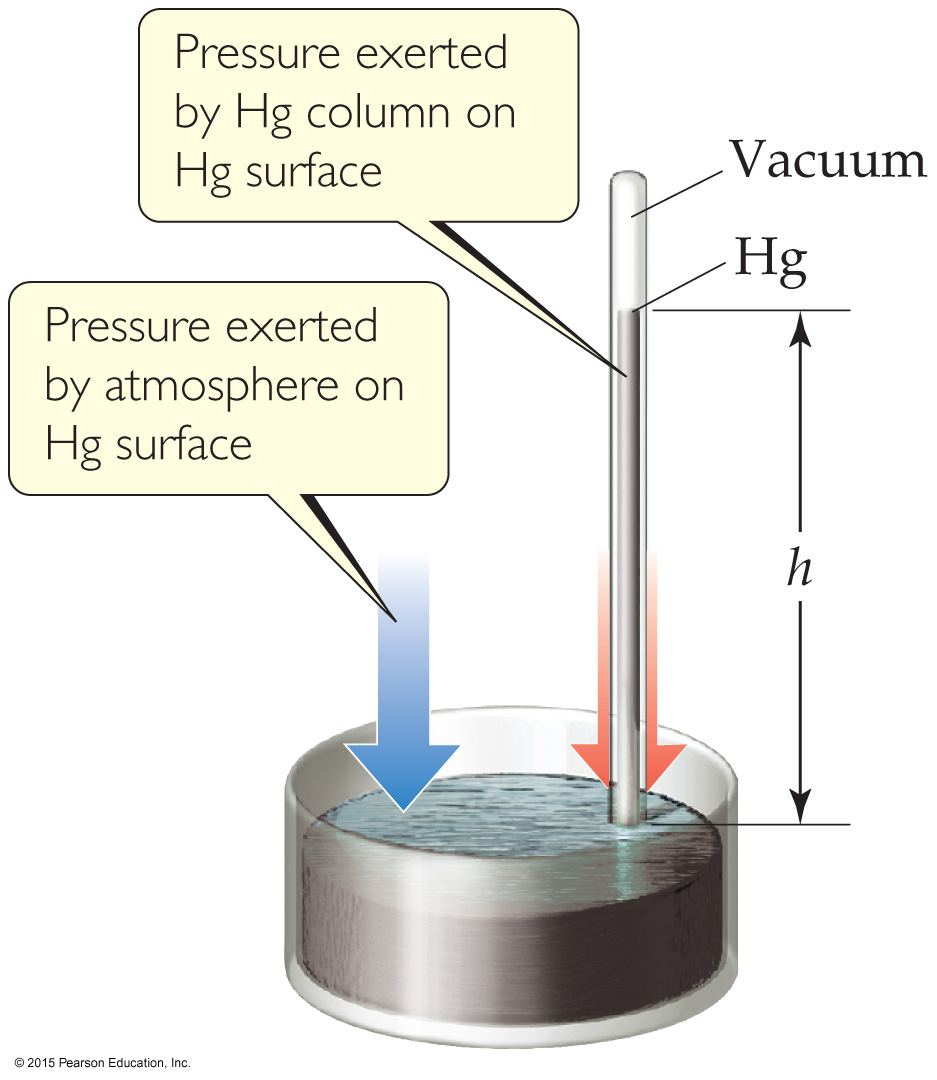 Pressure exerted
by Hg column on
Hg surface
Vacuum
Hg
Pressure exerted
by atmosphere on
Hg surface
h
© 2015 Pearson Education, Inc.